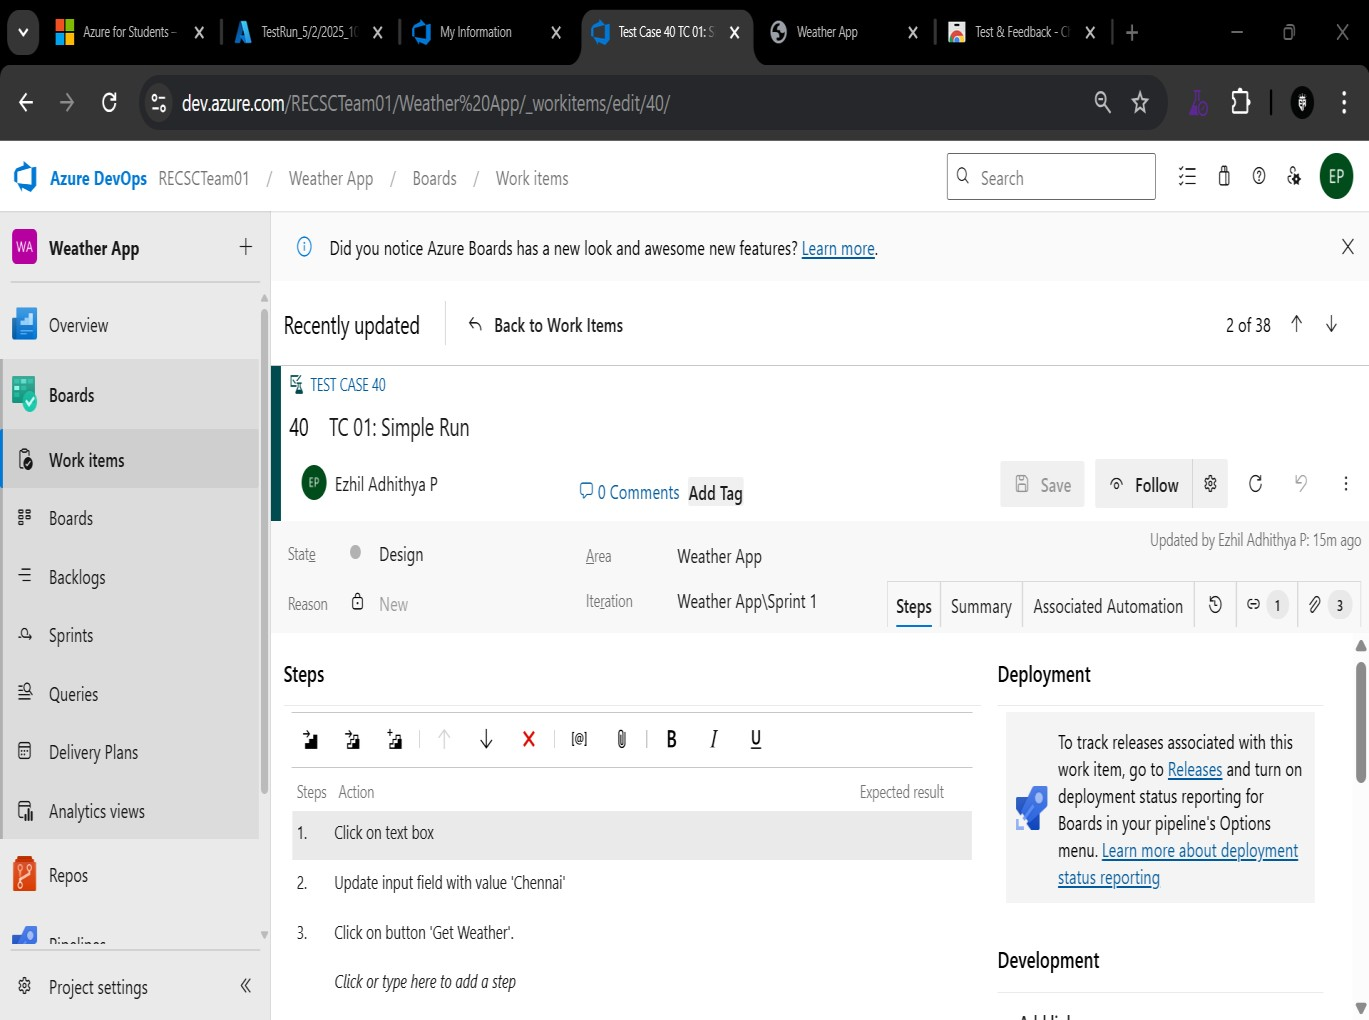 Azure for Students -
TestRun_5/2/2025_1
My Information
Test Case 40 TC 01: S
Weather App
Test & Feedback - C
dev.azure.com/RECSCTeam01/Weather%20App/_workitems/edit/40/
Azure DevOps RECSCTeam01 / Weather App / Boards / Work items
Search
EP
WA Weather App
Did you notice Azure Boards has a new look and awesome new features? Learn more.
Overview
Recently updated
Back to Work Items
2 of 38
Boards
TEST CASE 40
40 TC 01: Simple Run
Work items
EP Ezhil Adhithya P
0 Comments Add Tag
Save
Follow
Boards
Updated by Ezhil Adhithya P: 15m ago
State Design
Area Weather App
Backlogs
Reason New
Iteration Weather App\Sprint 1
Steps Summary Associated Automation 1 3
Sprints
Steps
Deployment
Queries
[@] B I U
Delivery Plans
To track releases associated with this
work item, go to Releases and turn on
deployment status reporting for
Boards in your pipeline's Options
menu. Learn more about deployment
status reporting
Steps Action Expected result
Analytics views
1. Click on text box
Repos
2. Update input field with value 'Chennai'
Pipelines
3. Click on button 'Get Weather'.
Development
Project settings
Click or type here to add a step
Add link